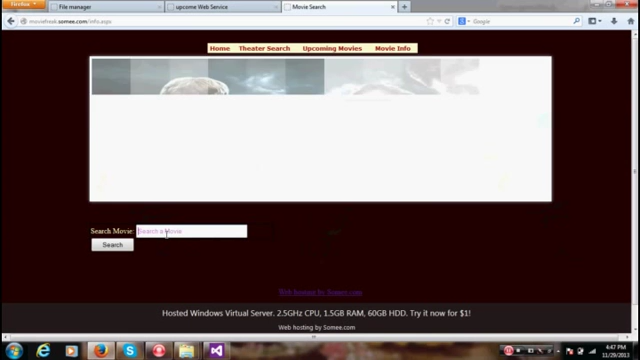 Firefox
File manager
upcome Web Service
Movie Search
moviefreak.somee.com/info.aspx
Google
Home Theater Search Upcoming Movies Movie Info
Search Movie: Search a Movie
Search
Web hosting by Somee.com
Hosted Windows Virtual Server. 2.5GHz CPU, 1.5GB RAM, 60GB HDD. Try it now for $1!
Web hosting by Somee.com
4:47 PM
11/29/2013